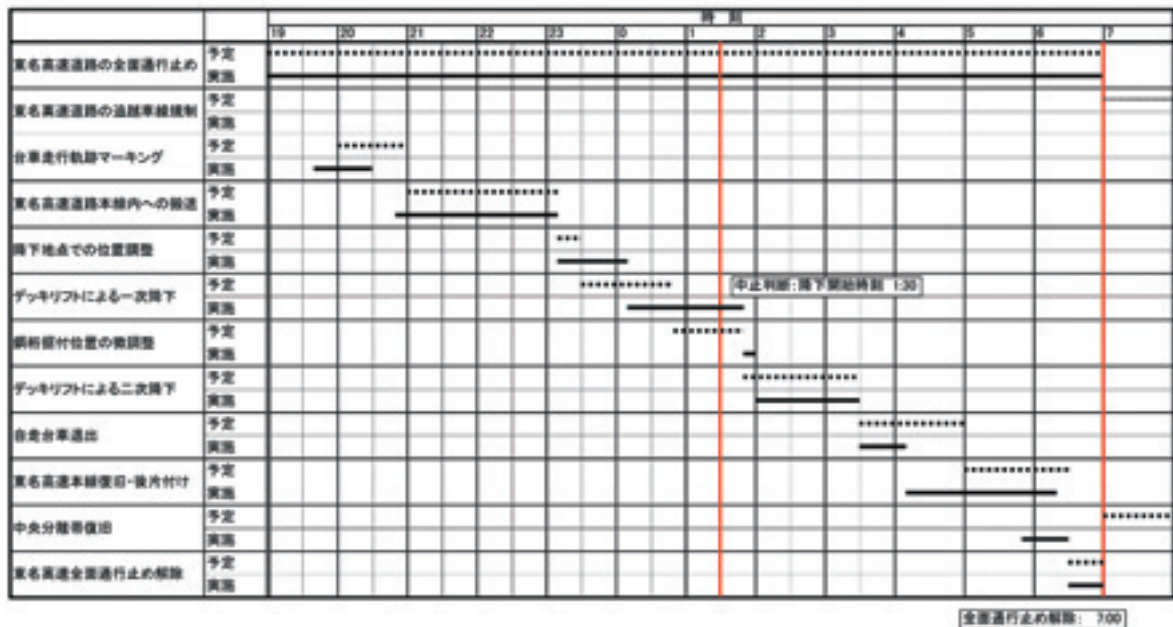 時 刻
19 20 21 22 23 0 1 2 3 4 5 6 7
東名高速道路の全面通行止め 予定
実施
東名高速道路の追越車線規制 予定
実施
台車走行軌跡マーキング 予定
実施
東名高速道路本線内への搬送 予定
実施
降下地点での位置調整 予定
実施
デッキリフトによる一次降下 予定 中止判断:降下開始時刻 1:30
実施
鋼桁据付位置の微調整 予定
実施
デッキリフトによる二次降下 予定
実施
自走台車退出 予定
実施
東名高速本線復旧・後片付け 予定
実施
中央分離帯復旧 予定
実施
東名高速全面通行止め解除 予定
実施
全面通行止め解除: 7:00